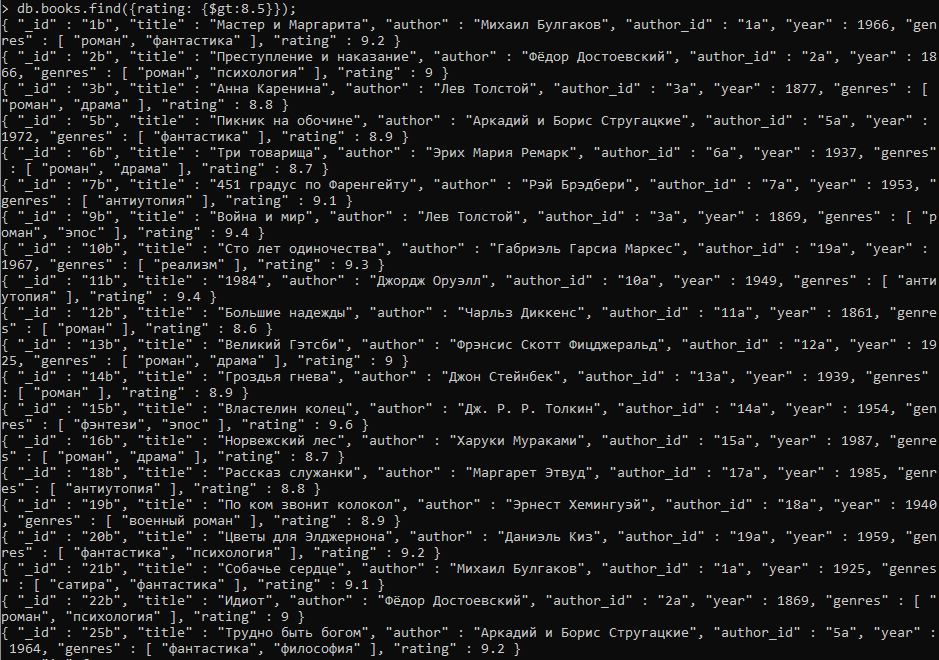 > db.books.find({rating: {$gt:8.5}});
{ "_id" : "1b", "title" : "Мастер и Маргарита", "author" : "Михаил Булгаков", "author_id" : "1a", "year" : 1966, "gen
res" : [ "роман", "фантастика" ], "rating" : 9.2 }
{ "_id" : "2b", "title" : "Преступление и наказание", "author" : "Фёдор Достоевский", "author_id" : "2a", "year" : 18
66, "genres" : [ "роман", "психология" ], "rating" : 9 }
{ "_id" : "3b", "title" : "Анна Каренина", "author" : "Лев Толстой", "author_id" : "3a", "year" : 1877, "genres" : [
"роман", "драма" ], "rating" : 8.8 }
{ "_id" : "5b", "title" : "Пикник на обочине", "author" : "Аркадий и Борис Стругацкие", "author_id" : "5a", "year" :
1972, "genres" : [ "фантастика" ], "rating" : 8.9 }
{ "_id" : "6b", "title" : "Три товарища", "author" : "Эрих Мария Ремарк", "author_id" : "6a", "year" : 1937, "genres"
 : [ "роман", "драма" ], "rating" : 8.7 }
{ "_id" : "7b", "title" : "451 градус по Фаренгейту", "author" : "Рэй Брэдбери", "author_id" : "7a", "year" : 1953, "
genres" : [ "антиутопия" ], "rating" : 9.1 }
{ "_id" : "9b", "title" : "Война и мир", "author" : "Лев Толстой", "author_id" : "3a", "year" : 1869, "genres" : [ "р
оман", "эпос" ], "rating" : 9.4 }
{ "_id" : "10b", "title" : "Сто лет одиночества", "author" : "Габриэль Гарсиа Маркес", "author_id" : "19a", "year" :
1967, "genres" : [ "реализм" ], "rating" : 9.3 }
{ "_id" : "11b", "title" : "1984", "author" : "Джордж Оруэлл", "author_id" : "10a", "year" : 1949, "genres" : [ "анти
утопия" ], "rating" : 9.4 }
{ "_id" : "12b", "title" : "Большие надежды", "author" : "Чарльз Диккенс", "author_id" : "11a", "year" : 1861, "genre
s" : [ "роман" ], "rating" : 8.6 }
{ "_id" : "13b", "title" : "Великий Гэтсби", "author" : "Фрэнсис Скотт Фицджеральд", "author_id" : "12a", "year" : 19
25, "genres" : [ "роман", "драма" ], "rating" : 9 }
{ "_id" : "14b", "title" : "Гроздья гнева", "author" : "Джон Стейнбек", "author_id" : "13a", "year" : 1939, "genres"
: [ "роман" ], "rating" : 8.9 }
{ "_id" : "15b", "title" : "Властелин колец", "author" : "Дж. Р. Р. Толкин", "author_id" : "14a", "year" : 1954, "gen
res" : [ "фэнтези", "эпос" ], "rating" : 9.6 }
{ "_id" : "16b", "title" : "Норвежский лес", "author" : "Харуки Мураками", "author_id" : "15a", "year" : 1987, "genre
s" : [ "роман", "драма" ], "rating" : 8.7 }
{ "_id" : "18b", "title" : "Рассказ служанки", "author" : "Маргарет Этвуд", "author_id" : "17a", "year" : 1985, "genr
es" : [ "антиутопия" ], "rating" : 8.8 }
{ "_id" : "19b", "title" : "По ком звонит колокол", "author" : "Эрнест Хемингуэй", "author_id" : "18a", "year" : 1940
, "genres" : [ "военный роман" ], "rating" : 8.9 }
{ "_id" : "20b", "title" : "Цветы для Элджернона", "author" : "Даниэль Киз", "author_id" : "19a", "year" : 1959, "gen
res" : [ "фантастика", "психология" ], "rating" : 9.2 }
{ "_id" : "21b", "title" : "Собачье сердце", "author" : "Михаил Булгаков", "author_id" : "1a", "year" : 1925, "genres
" : [ "сатира", "фантастика" ], "rating" : 9.1 }
{ "_id" : "22b", "title" : "Идиот", "author" : "Фёдор Достоевский", "author_id" : "2a", "year" : 1869, "genres" : [ "
роман", "психология" ], "rating" : 9 }
{ "_id" : "25b", "title" : "Трудно быть богом", "author" : "Аркадий и Борис Стругацкие", "author_id" : "5a", "year" :
 1964, "genres" : [ "фантастика", "философия" ], "rating" : 9.2 }